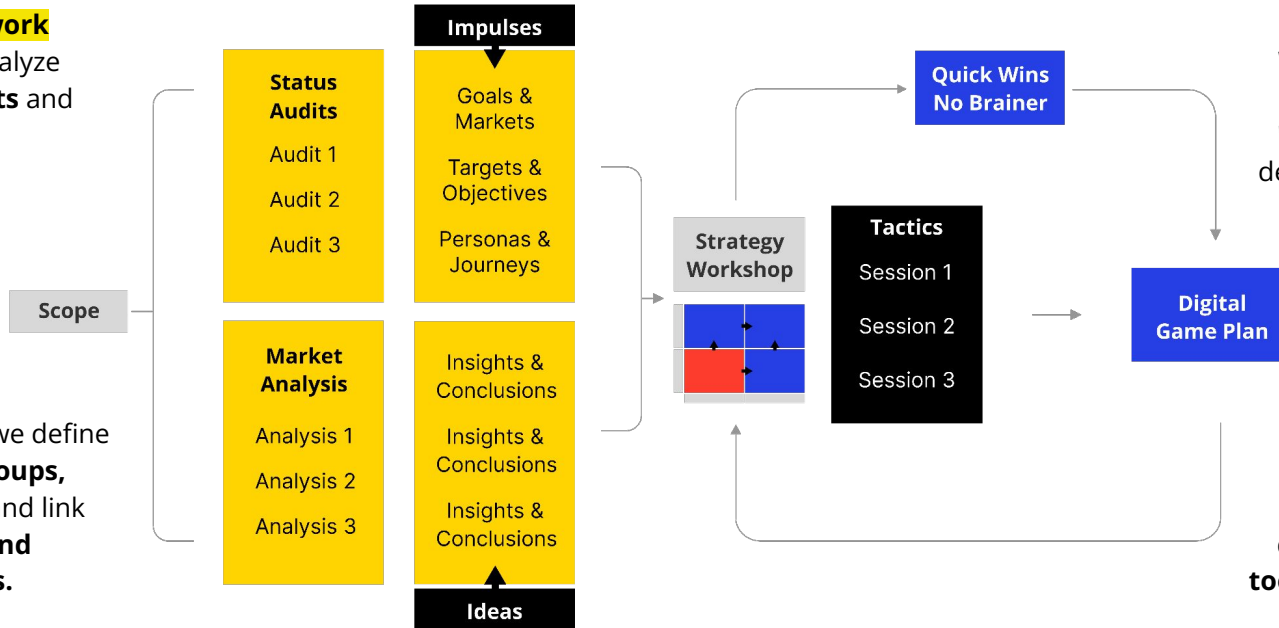 work
alyze
ts and
Scope
we define
oups,
nd link
nd
s.
Status
Audits
Audit 1
Audit 2
Audit 3
Market
Analysis
Analysis 1
Analysis 2
Analysis 3
Impulses
Goals &
Markets
Targets &
Objectives
Personas &
Journeys
Insights &
Conclusions
Insights &
Conclusions
Insights &
Conclusions
Ideas
Strategy
Workshop
Tactics
Session 1
Session 2
Session 3
Quick Wins
No Brainer
Digital
Game Plan
de
too